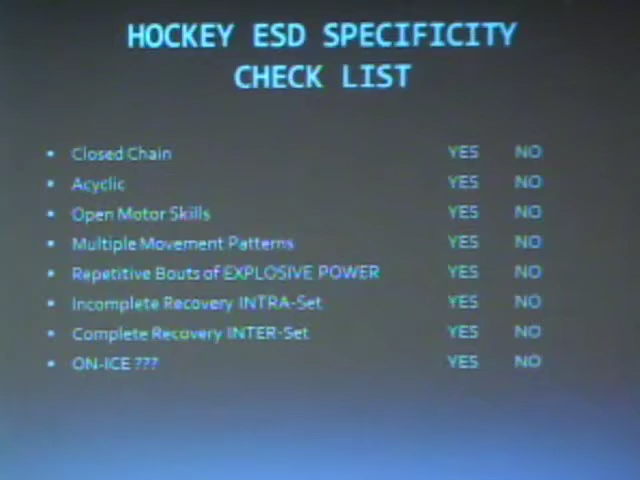 HOCKEY ESD SPECIFICITY
CHECK LIST
• Closed Chain YES NO
• Acyclic YES NO
• Open Motor Skills YES NO
• Multiple Movement Patterns YES NO
• Repetitive Bouts of EXPLOSIVE POWER YES NO
• Incomplete Recovery INTRA-Set YES NO
• Complete Recovery INTER-Set YES NO
• ON-ICE ??? YES NO